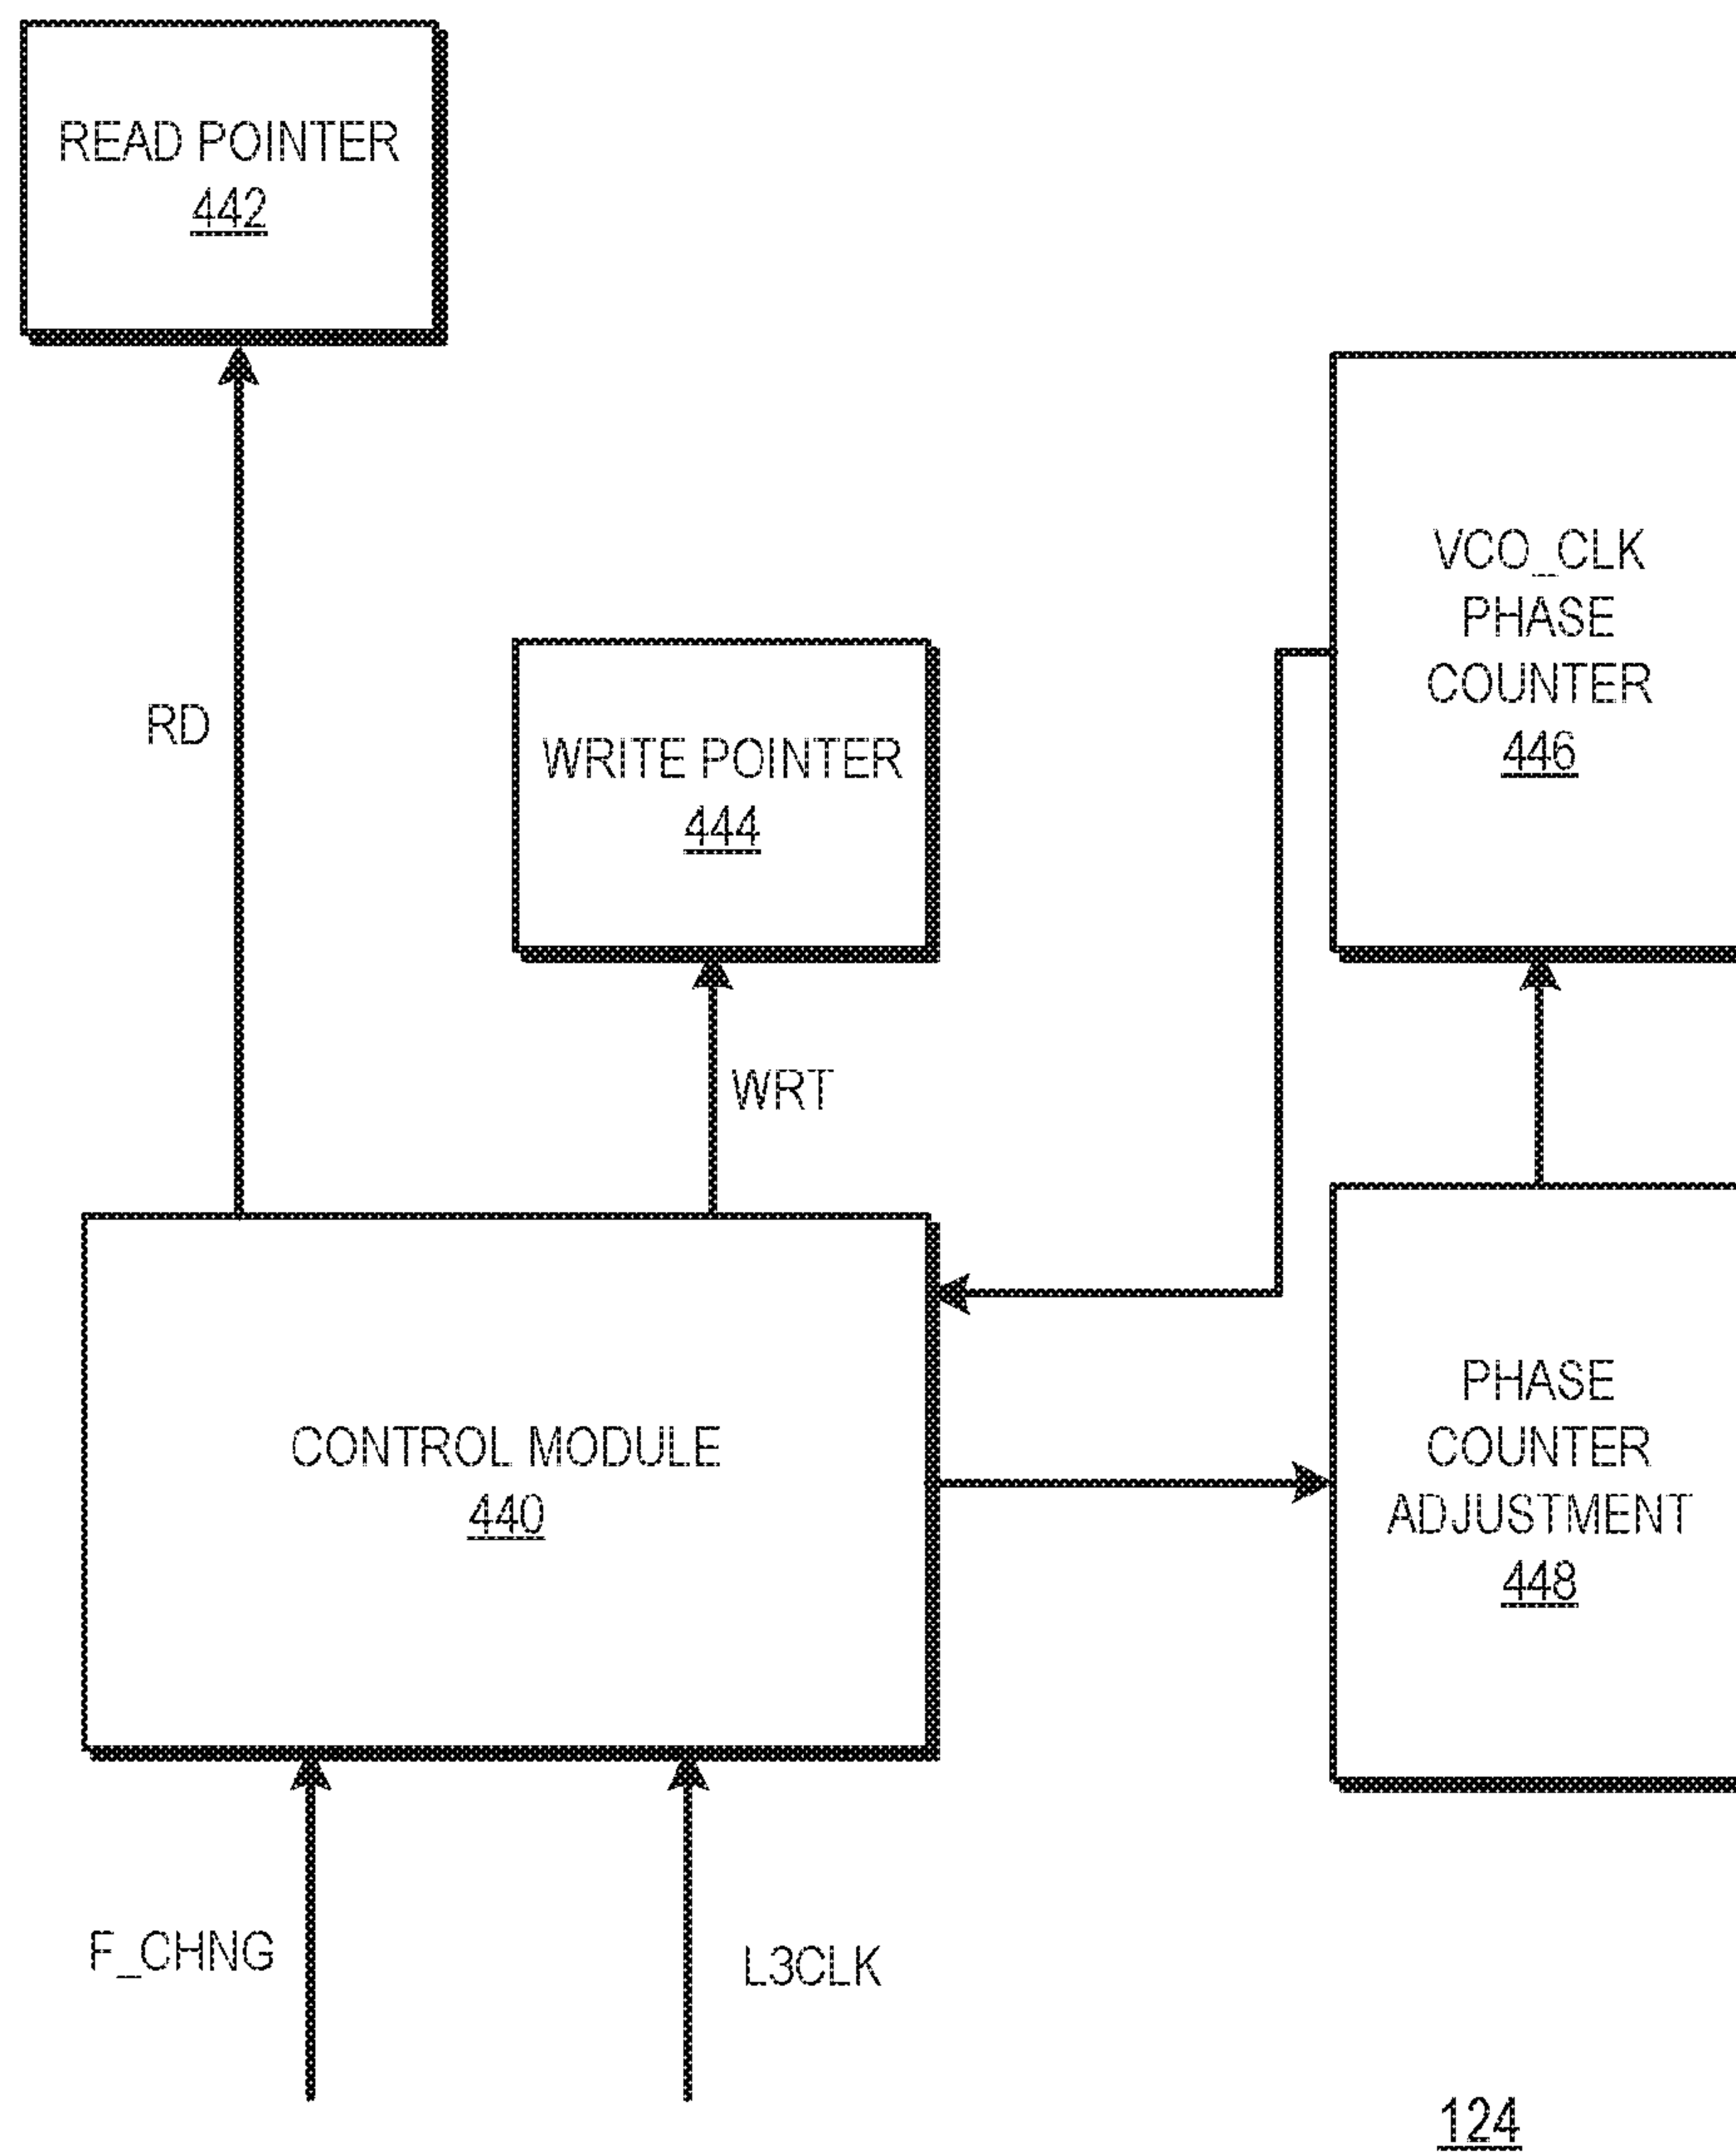 READ POINTER
442
VCO_CLK
PHASE
COUNTER
446
RD
WRITE POINTER
444
WRT
CONTROL MODULE
440
PHASE
COUNTER
ADJUSTMENT
448
F_CHNG
L3CLK
124